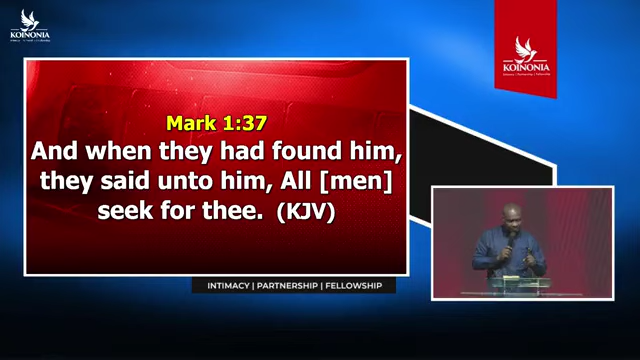 KOINONIA
KOINONIA
Intimacy | Partnership | Fellowship
Mark 1:37
And when they had found him,
they said unto him, All [men]
seek for thee. (KJV)
INTIMACY | PARTNERSHIP | FELLOWSHIP